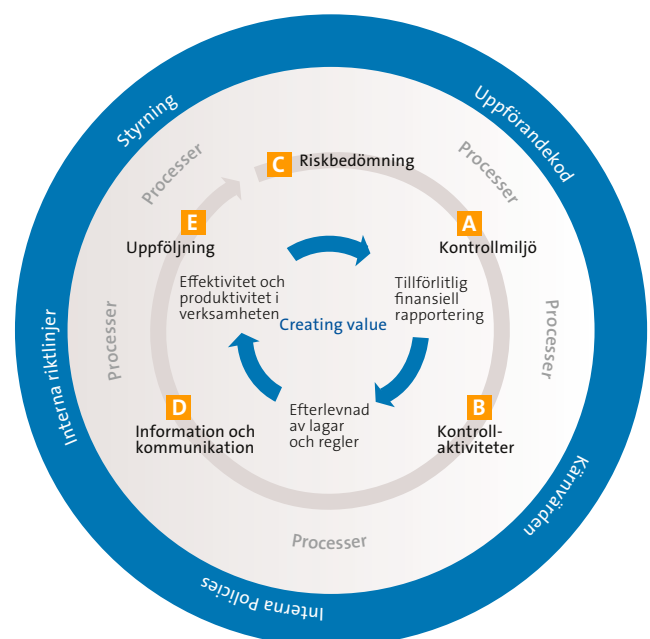 Styrning
Uppförandekod
Processer
Processer
C
Riskbedömning
E
Uppföljning
A
Kontrollmiljö
Effektivitet och
produktivitet i
verksamheten
Tillförlitlig
finansiell
rapportering
Creating value
Processer
Processer
Interna riktlinjer
D
Information och
kommunikation
Efterlevnad
av lagar
och regler
B
Kontroll-
aktiviteter
Kärnvärden
Processer
Interna Policies